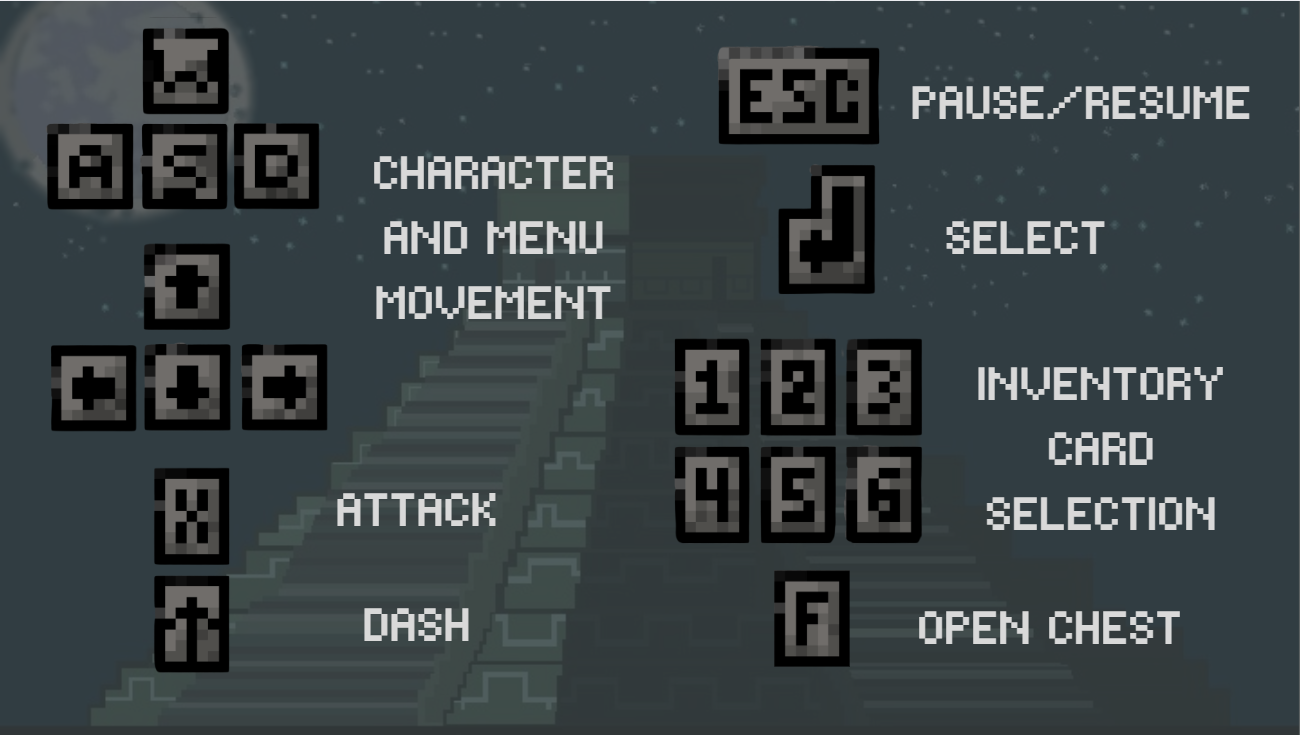 W
A S D
CHARACTER
AND MENU
MOVEMENT
↑
← ↓ →
X
ATTACK
↑
DASH
ESC
PAUSE/RESUME
SELECT
1 2 3
4 5 6
INVENTORY
CARD
SELECTION
F
OPEN CHEST